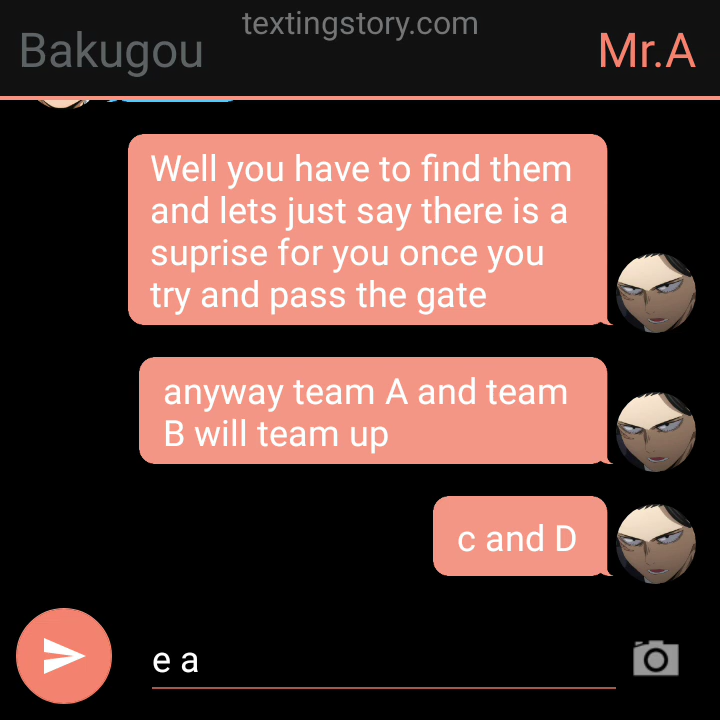 textingstory.com
Bakugou
Mr.A
Well you have to find them
and lets just say there is a
suprise for you once you
try and pass the gate
anyway team A and team
B will team up
c and D
e a